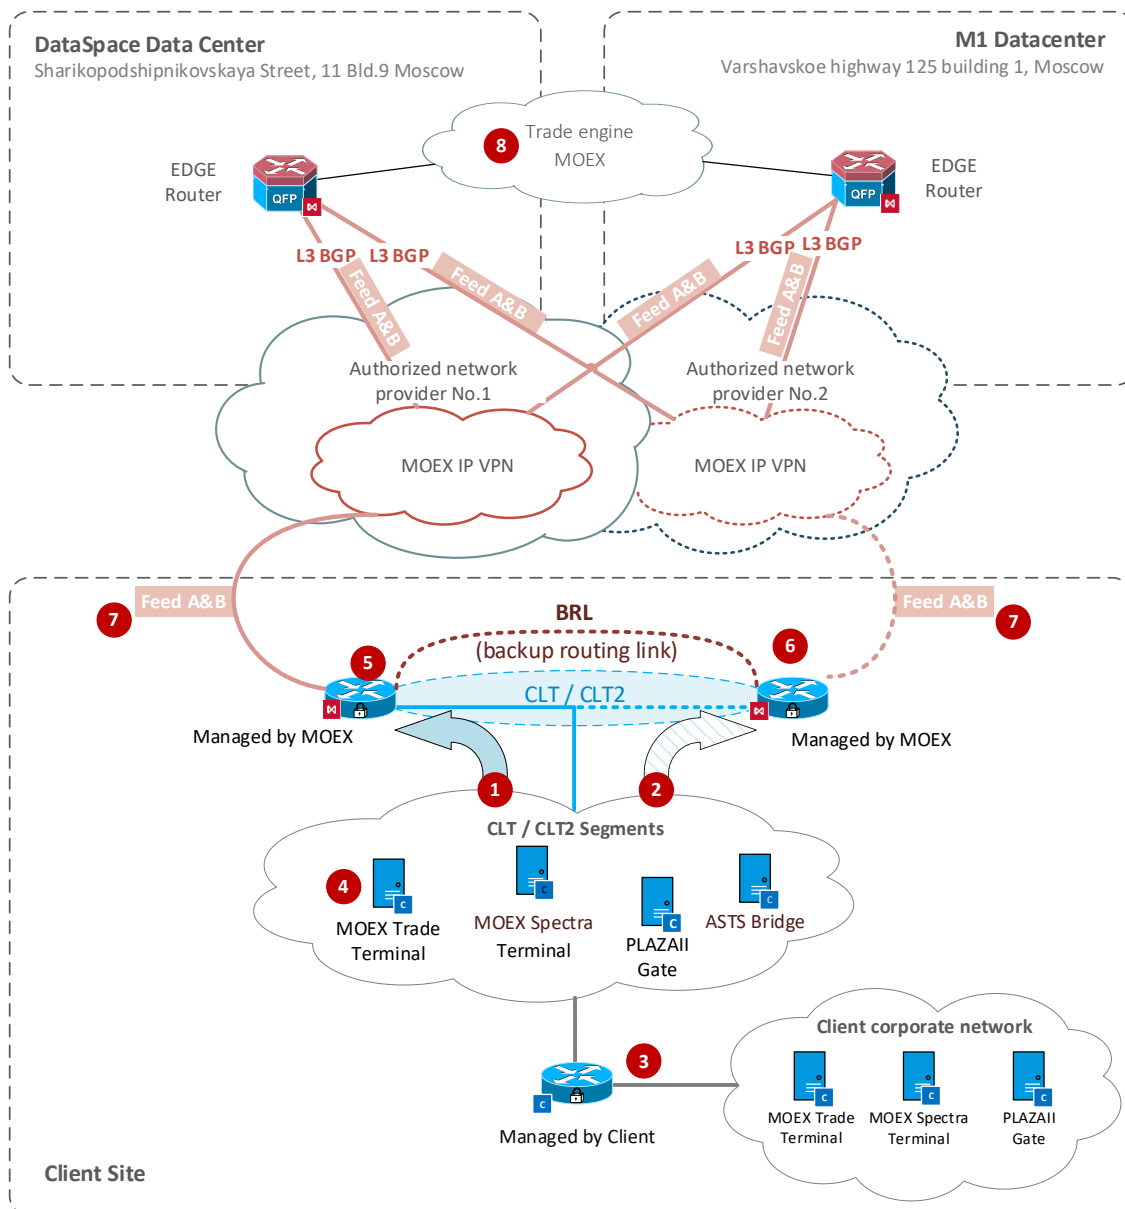 DataSpace Data Center
Sharikopodshipnikovskaya Street, 11 Bld.9 Moscow
M1 Datacenter
Varshavskoe highway 125 building 1, Moscow
8
Trade engine
MOEX
EDGE
Router
QFP
EDGE
Router
QFP
L3 BGP
L3 BGP
L3 BGP
L3 BGP
Feed A&B
Feed A&B
Feed A&B
Feed A&B
Authorized network
provider No.1
Authorized network
provider No.2
MOEX IP VPN
MOEX IP VPN
7
Feed A&B
Feed A&B
7
BRL
(backup routing link)
5
6
CLT / CLT2
Managed by MOEX
Managed by MOEX
1
2
CLT / CLT2 Segments
4
C
C
C
C
MOEX Trade
Terminal
MOEX Spectra
Terminal
PLAZAII
Gate
ASTS Bridge
3
C
Managed by Client
Client corporate network
C
C
C
MOEX Trade
Terminal
MOEX Spectra
Terminal
PLAZAII
Gate
Client Site